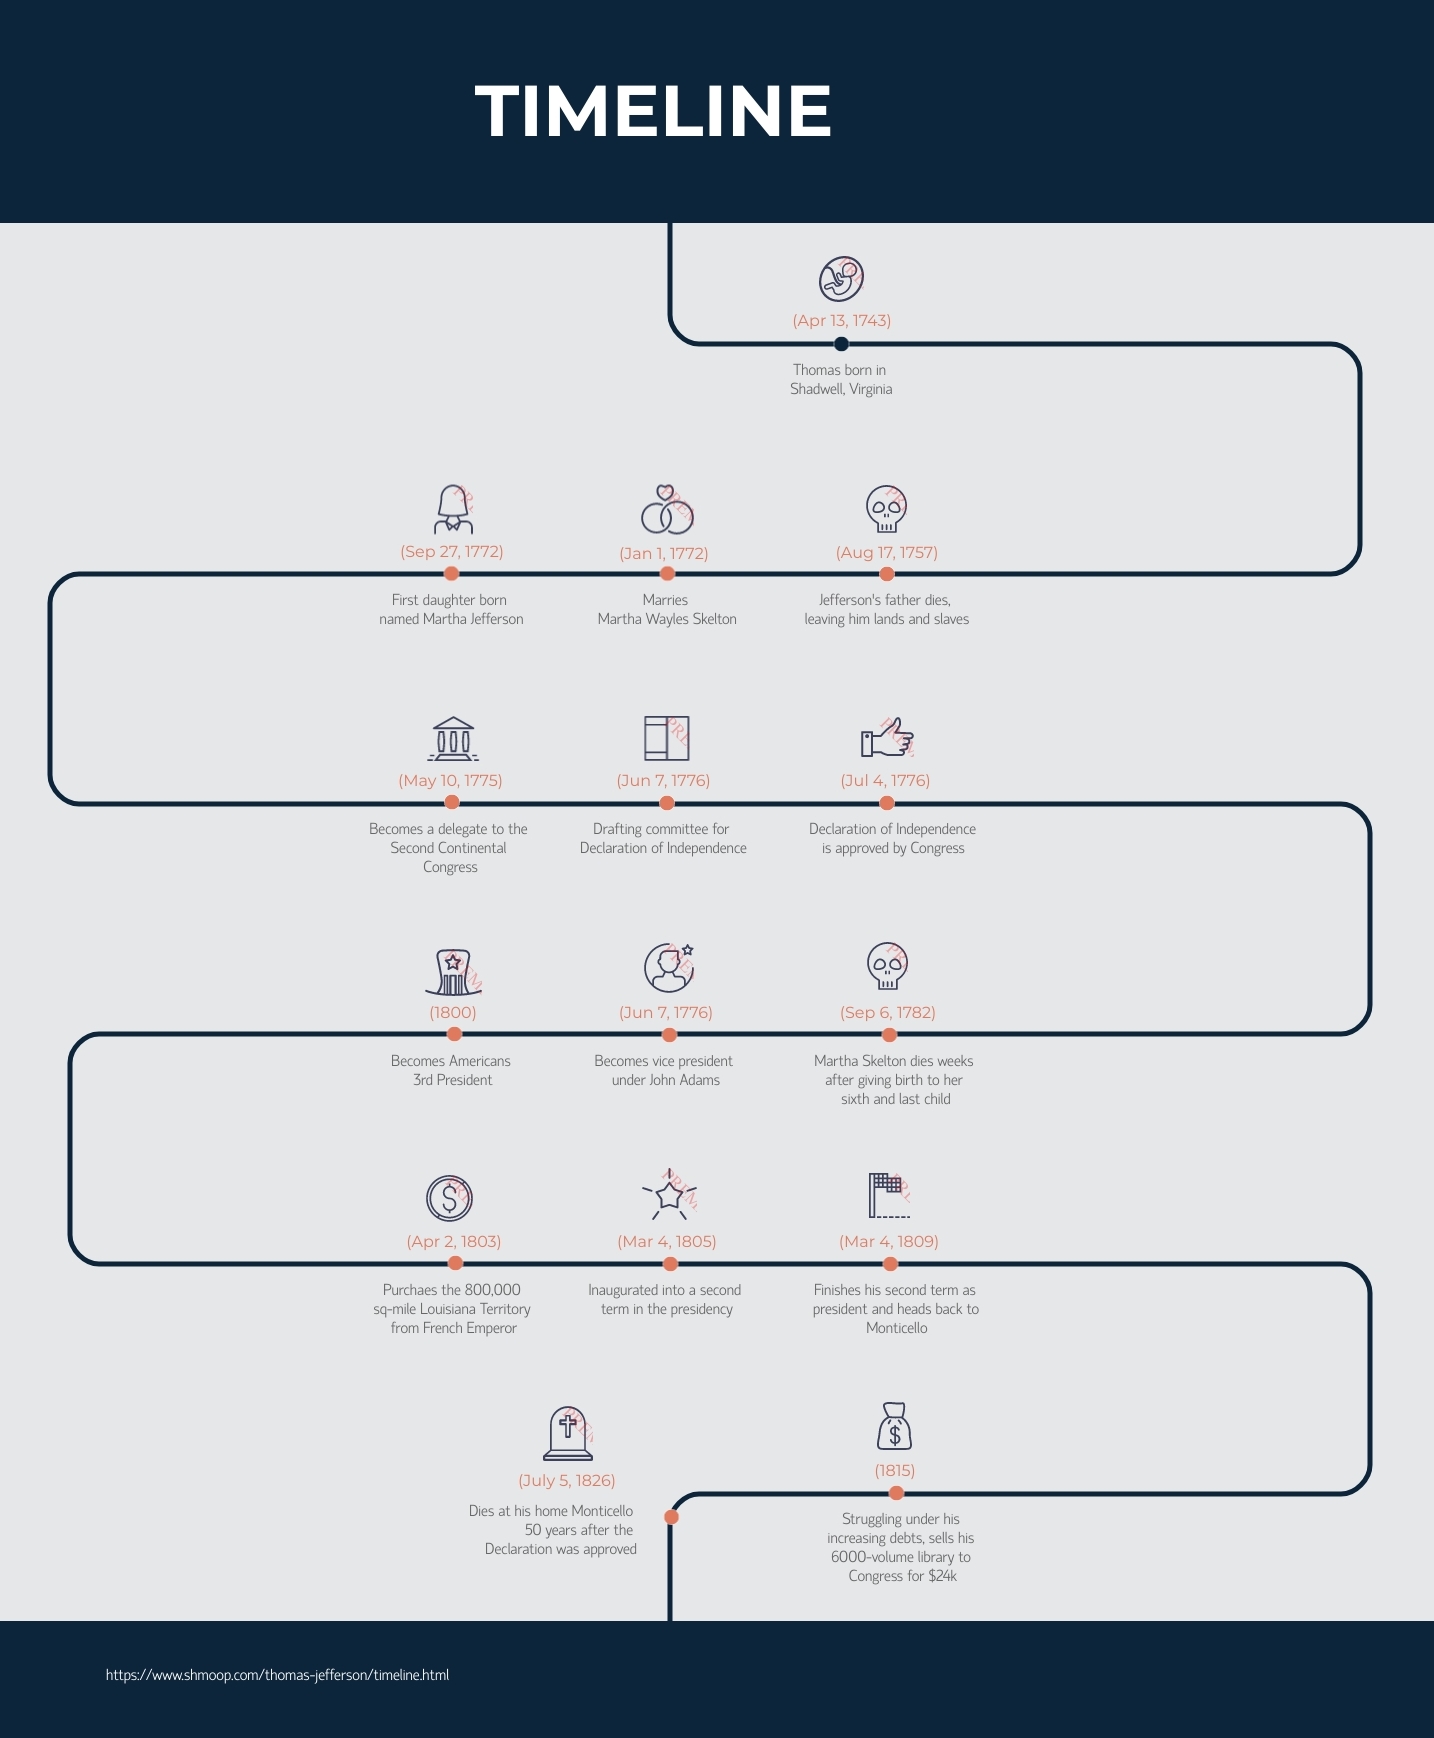 TIMELINE
(Apr 13, 1743)
Thomas born in
Shadwell, Virginia
(Sep 27, 1772)
First daughter born
named Martha Jefferson
(Jan 1, 1772)
Marries
Martha Wayles Skelton
(Aug 17, 1757)
Jefferson's father dies,
leaving him lands and slaves
(May 10, 1775)
Becomes a delegate to the
Second Continental
Congress
(Jun 7, 1776)
Drafting committee for
Declaration of Independence
(Jul 4, 1776)
Declaration of Independence
is approved by Congress
(1800)
Becomes Americans
3rd President
(Jun 7, 1776)
Becomes vice president
under John Adams
(Sep 6, 1782)
Martha Skelton dies weeks
after giving birth to her
sixth and last child
(Apr 2, 1803)
Purchaes the 800,000
sq-mile Louisiana Territory
from French Emperor
(Mar 4, 1805)
Inaugurated into a second
term in the presidency
(Mar 4, 1809)
Finishes his second term as
president and heads back to
Monticello
(July 5, 1826)
Dies at his home Monticello
50 years after the
Declaration was approved
(1815)
Struggling under his
increasing debts, sells his
6000-volume library to
Congress for $24k
https://www.shmoop.com/thomas-jefferson/timeline.html